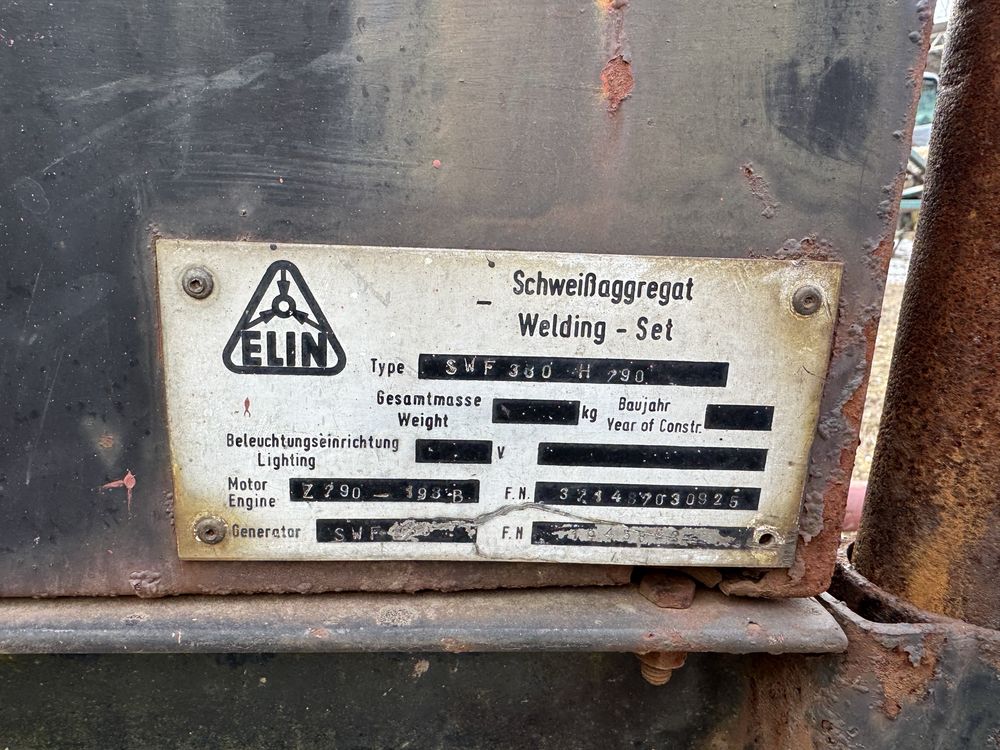 ELIN
Schweißaggregat
Welding - Set
Type SWF 380 H 790
Gesamtmasse
Weight kg
Baujahr
Year of Constr.
Beleuchtungseinrichtung
Lighting V
Motor
Engine Z 790 - 198 B F.N.
Generator SWF F.N